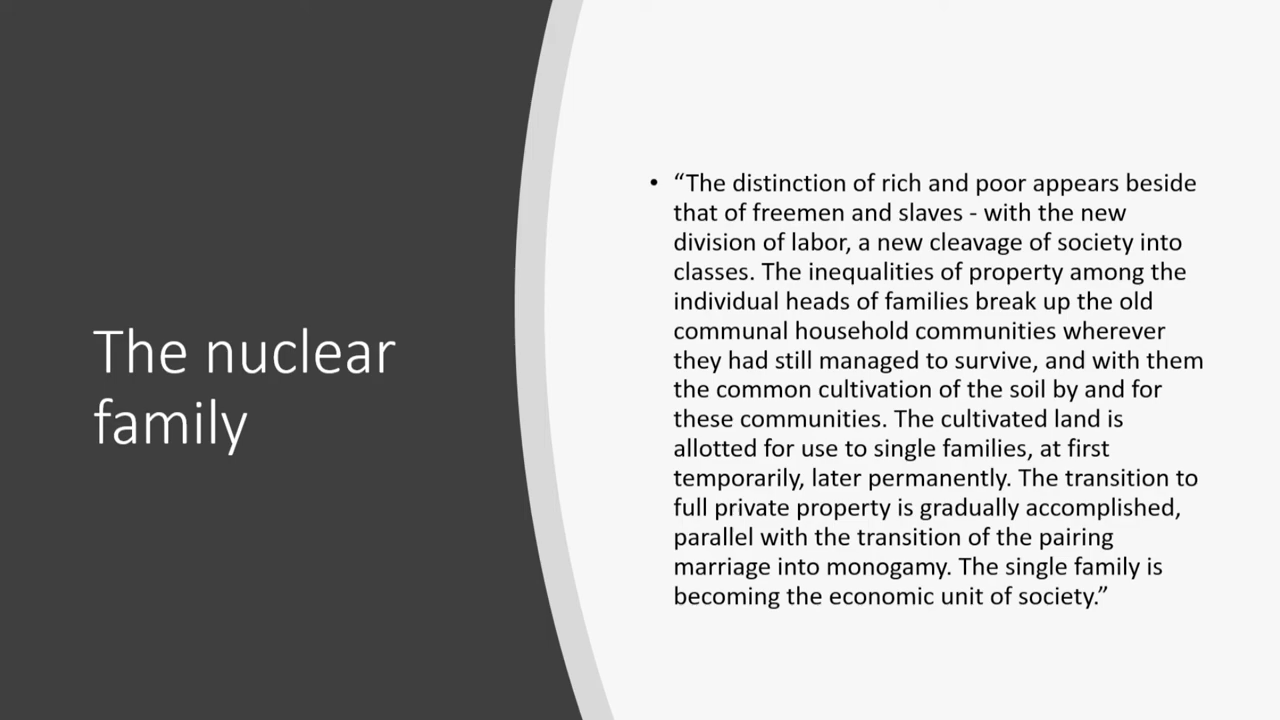 The nuclear
family
• “The distinction of rich and poor appears beside
that of freemen and slaves - with the new
division of labor, a new cleavage of society into
classes. The inequalities of property among the
individual heads of families break up the old
communal household communities wherever
they had still managed to survive, and with them
the common cultivation of the soil by and for
these communities. The cultivated land is
allotted for use to single families, at first
temporarily, later permanently. The transition to
full private property is gradually accomplished,
parallel with the transition of the pairing
marriage into monogamy. The single family is
becoming the economic unit of society.”